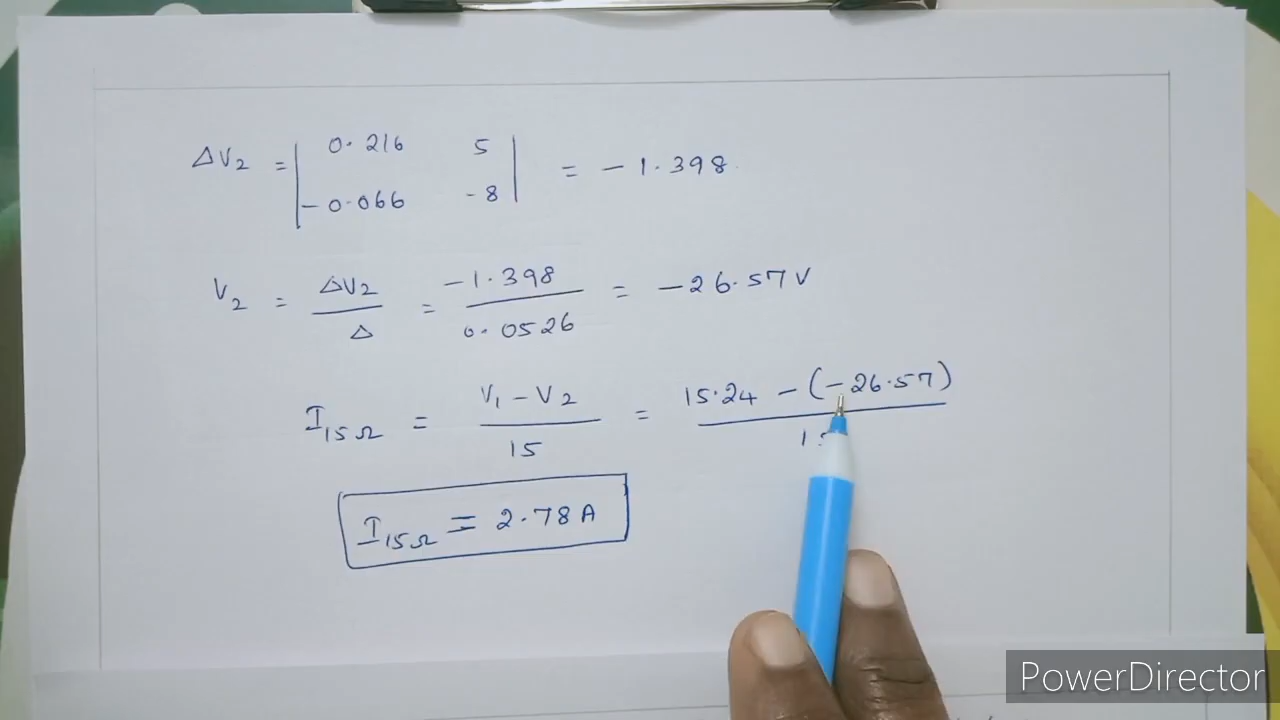 ΔV₂ = | 0.216 5 | = -1.398
| -0.066 -8 |
V₂ = ΔV₂ / Δ = -1.398 / 0.0526 = -26.57 V
I₁₅Ω = V₁ - V₂ / 15 = 15.24 - (-26.57)
I₁₅Ω = 2.78 A
PowerDirector